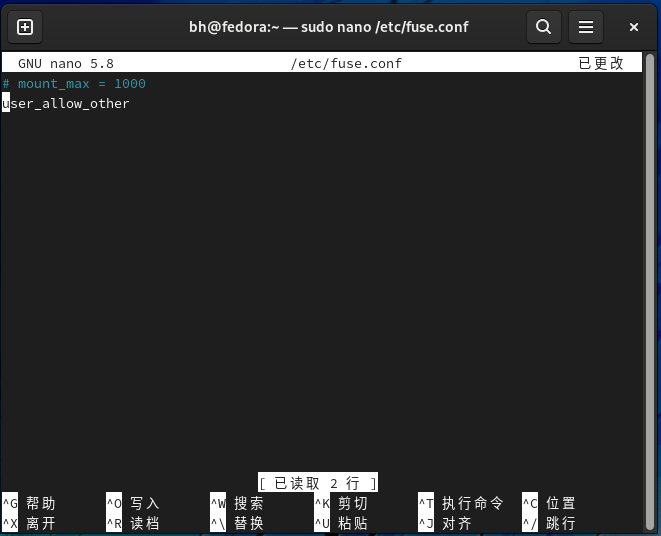 bh@fedora:~ — sudo nano /etc/fuse.conf
GNU nano 5.8 /etc/fuse.conf 已更改
# mount_max = 1000
user_allow_other
[ 已读取 2 行 ]
^G 帮助 ^O 写入 ^W 搜索 ^K 剪切 ^T 执行命令 ^C 位置
^X 离开 ^R 读档 ^\ 替换 ^U 粘贴 ^J 对齐 ^/ 跳行